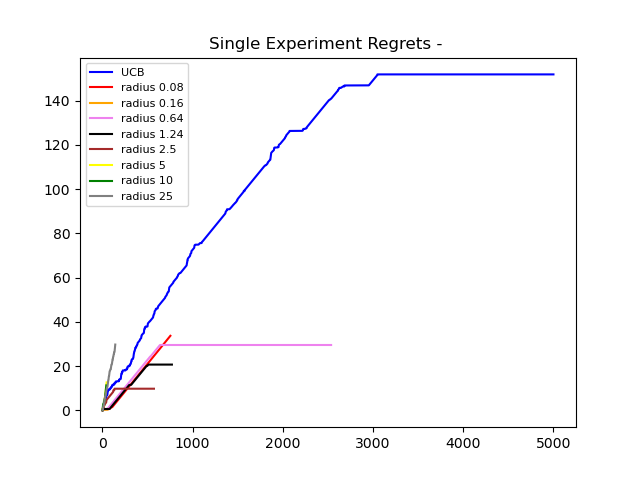 Single Experiment Regrets -
UCB
radius 0.08
radius 0.16
radius 0.64
radius 1.24
radius 2.5
radius 5
radius 10
radius 25
140
120
100
80
60
40
20
0
0 1000 2000 3000 4000 5000